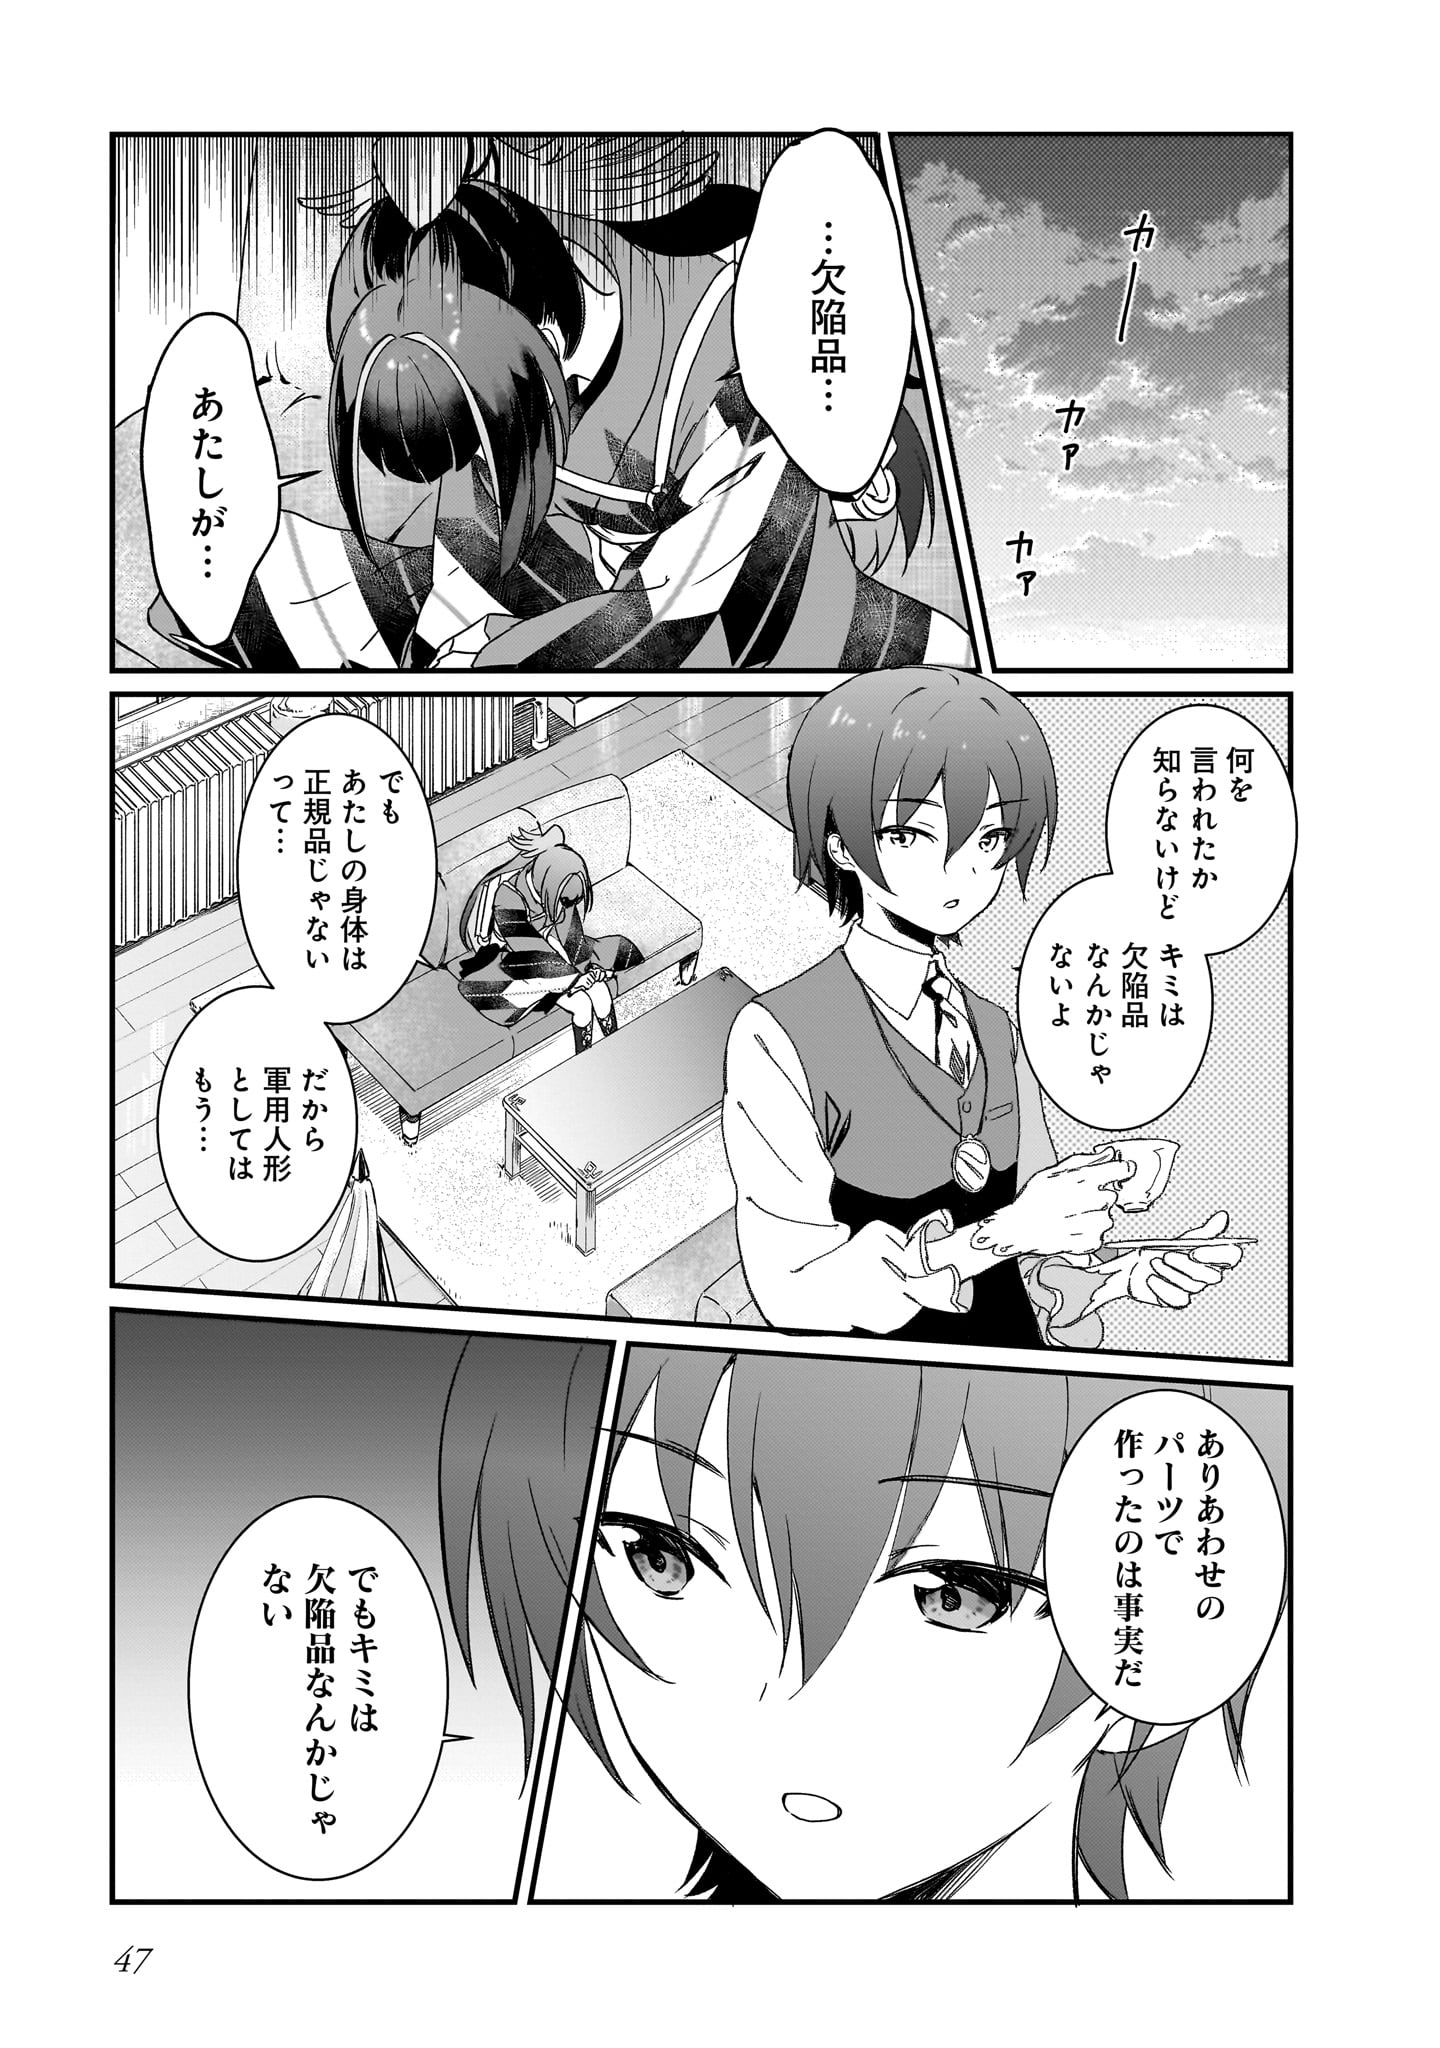 カー
カァ
カァ
…欠陥品…
あたしが…
何を
言われたか
知らないけど
キミは
欠陥品
なんかじゃ
ないよ
でも
あたしの身体は
正規品じゃない
って…
だから
軍用人形
としては
もう…
ありあわせの
パーツで
作ったのは事実だ
でもキミは
欠陥品なんかじゃ
ない
47